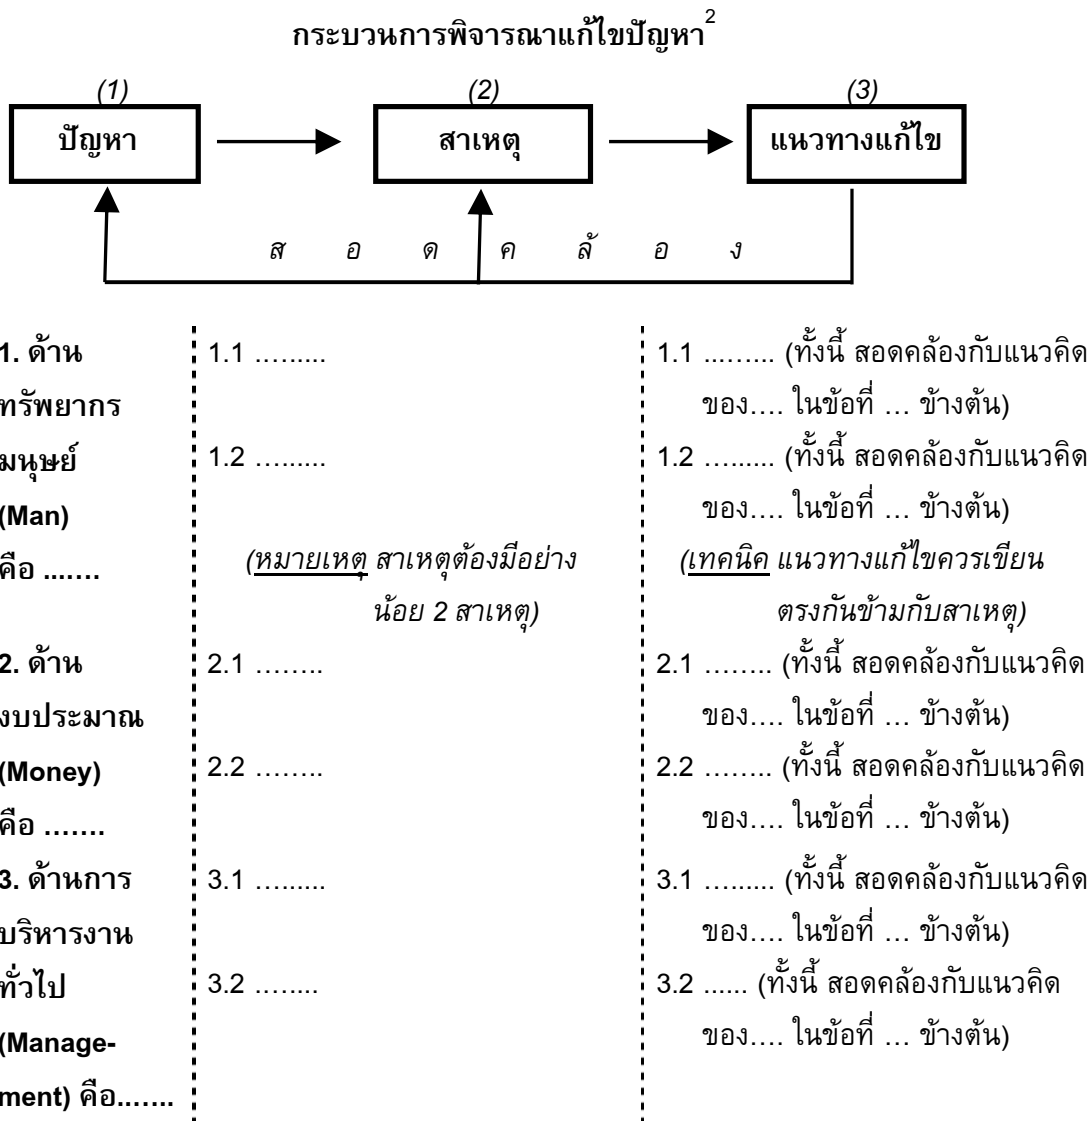 กระบวนการพิจารณาแก้ไขปัญหา2
(1) (2) (3)
ปัญหา สาเหตุ แนวทางแก้ไข
ส อ ด ค ล้ อ ง
1. ด้าน
ทรัพยากร
มนุษย์
(Man)
คือ .......
1.1 ........
1.2 .........
(หมายเหตุ สาเหตุต้องมีอย่าง
น้อย 2 สาเหตุ)
1.1 ......... (ทั้งนี้ สอดคล้องกับแนวคิด
ของ.... ในข้อที่ ... ข้างต้น)
1.2 ......... (ทั้งนี้ สอดคล้องกับแนวคิด
ของ.... ในข้อที่ ... ข้างต้น)
(เทคนิค แนวทางแก้ไขควรเขียน
ตรงกันข้ามกับสาเหตุ)
2. ด้าน
งบประมาณ
(Money)
คือ .......
2.1 ........
2.2 ........
2.1 ........ (ทั้งนี้ สอดคล้องกับแนวคิด
ของ.... ในข้อที่ ... ข้างต้น)
2.2 ........ (ทั้งนี้ สอดคล้องกับแนวคิด
ของ.... ในข้อที่ ... ข้างต้น)
3. ด้านการ
บริหารงาน
ทั่วไป
(Manage-
ment) คือ.......
3.1 .........
3.2 ........
3.1 ......... (ทั้งนี้ สอดคล้องกับแนวคิด
ของ.... ในข้อที่ ... ข้างต้น)
3.2 ...... (ทั้งนี้ สอดคล้องกับแนวคิด
ของ.... ในข้อที่ ... ข้างต้น)